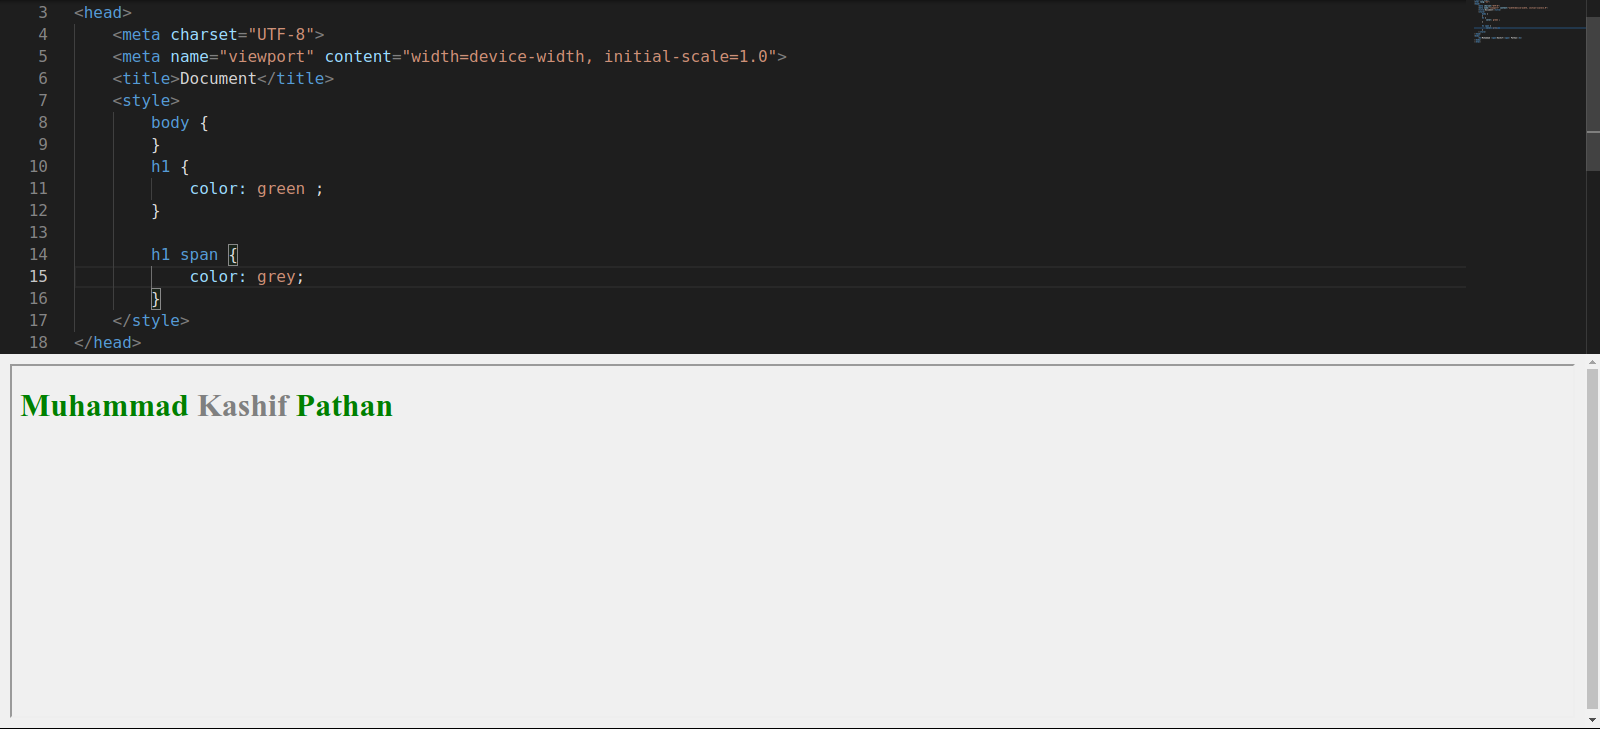 3 <head>
4 <meta charset="UTF-8">
5 <meta name="viewport" content="width=device-width, initial-scale=1.0">
6 <title>Document</title>
7 <style>
8 body {
9 }
10 h1 {
11 color: green ;
12 }
13
14 h1 span {
15 color: grey;
16 }
17 </style>
18 </head>
Muhammad Kashif Pathan